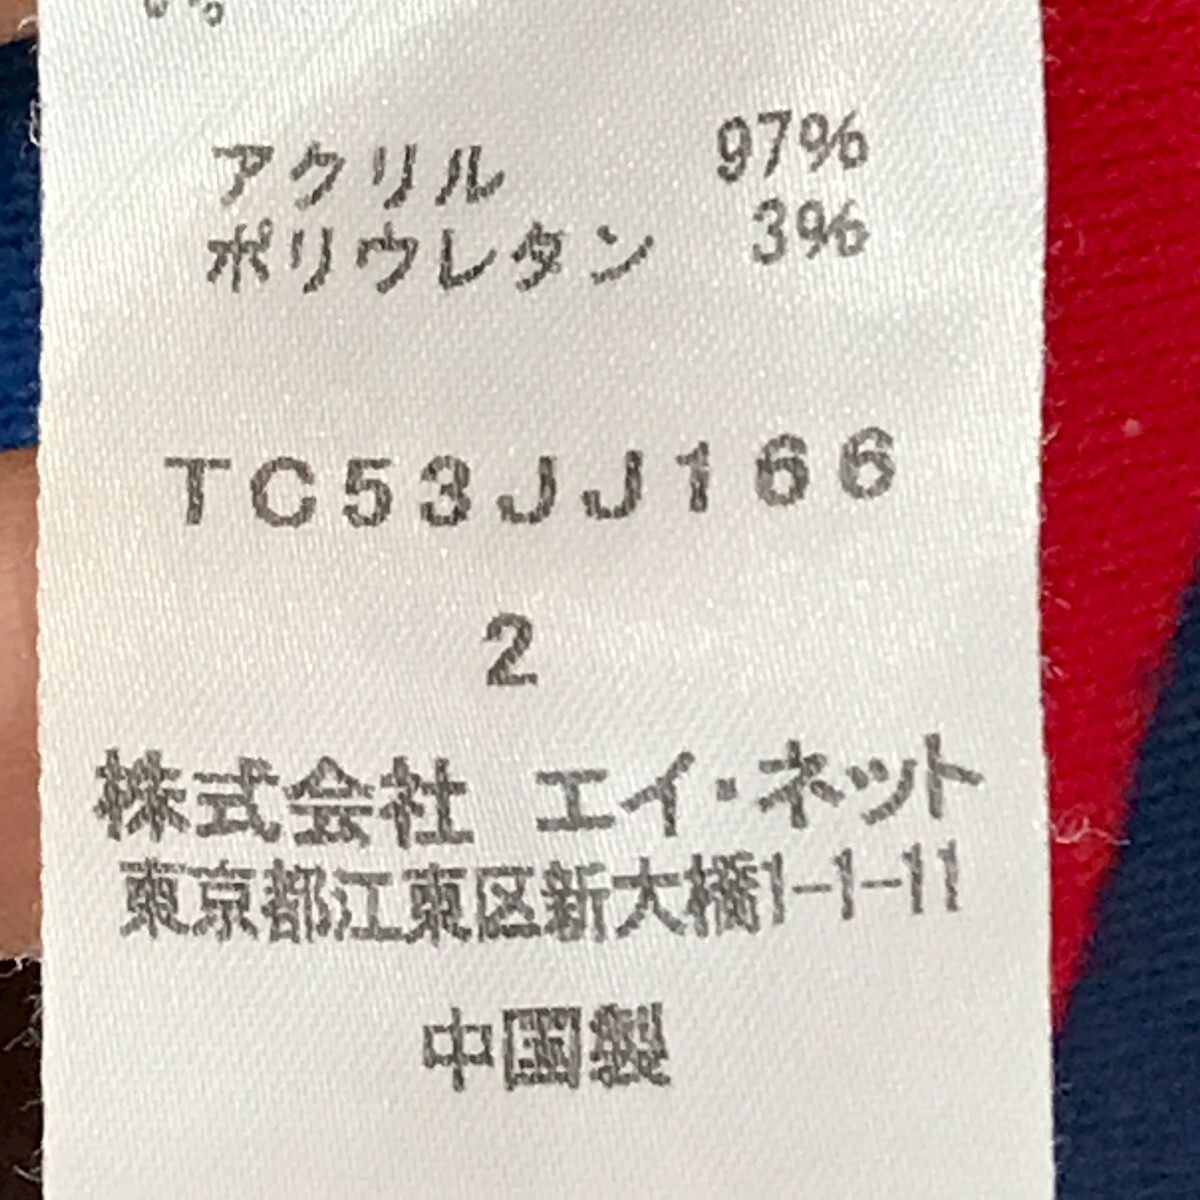 アクリル 97%
ポリウレタン 3%
TC53JJ166
2
株式会社 エイ・ネット
東京都江東区新大橋1-1-11
中国製